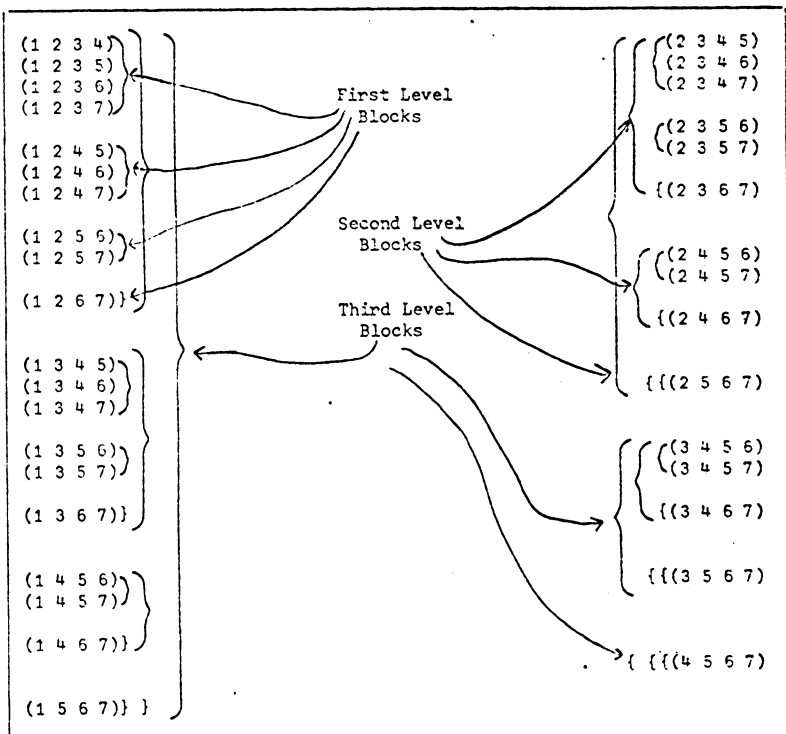 (1 2 3 4)
(1 2 3 5)
(1 2 3 6)
(1 2 3 7)
(1 2 4 5)
(1 2 4 6)
(1 2 4 7)
(1 2 5 6)
(1 2 5 7)
(1 2 6 7)}
(1 3 4 5)
(1 3 4 6)
(1 3 4 7)
(1 3 5 6)
(1 3 5 7)
(1 3 6 7)}
(1 4 5 6)
(1 4 5 7)
(1 4 6 7)}
(1 5 6 7)} }
First Level
Blocks
Second Level
Blocks
Third Level
Blocks
(2 3 4 5)
(2 3 4 6)
(2 3 4 7)
(2 3 5 6)
(2 3 5 7)
{(2 3 6 7)
(2 4 5 6)
(2 4 5 7)
{(2 4 6 7)
{{(2 5 6 7)
(3 4 5 6)
(3 4 5 7)
{(3 4 6 7)
{{(3 5 6 7)
{ {{(4 5 6 7)